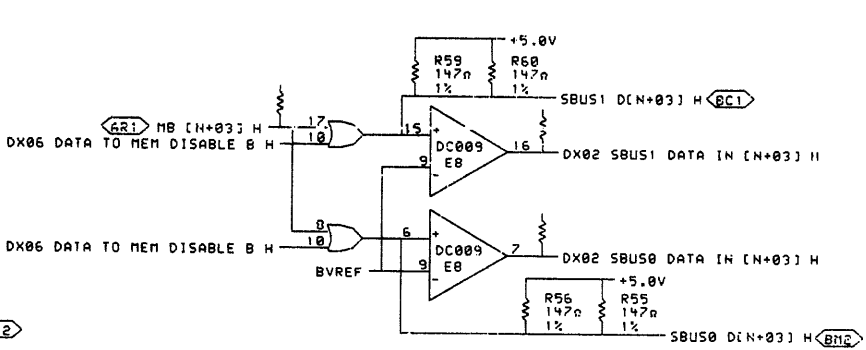 +5.0V
R59 R60
147Ω 147Ω
1% 1%
SBUS1 D[N+03] H BC1
AR1 MB [N+03] H 17
DX06 DATA TO MEM DISABLE B H 10
15 +
DC009
E8
9 -
16 DX02 SBUS1 DATA IN [N+03] H
8
DX06 DATA TO MEM DISABLE B H 10
6 +
DC009
E8
BVREF 9 -
7 DX02 SBUS0 DATA IN [N+03] H
+5.0V
R56 R55
147Ω 147Ω
1% 1%
SBUS0 D[N+03] H BM2
2